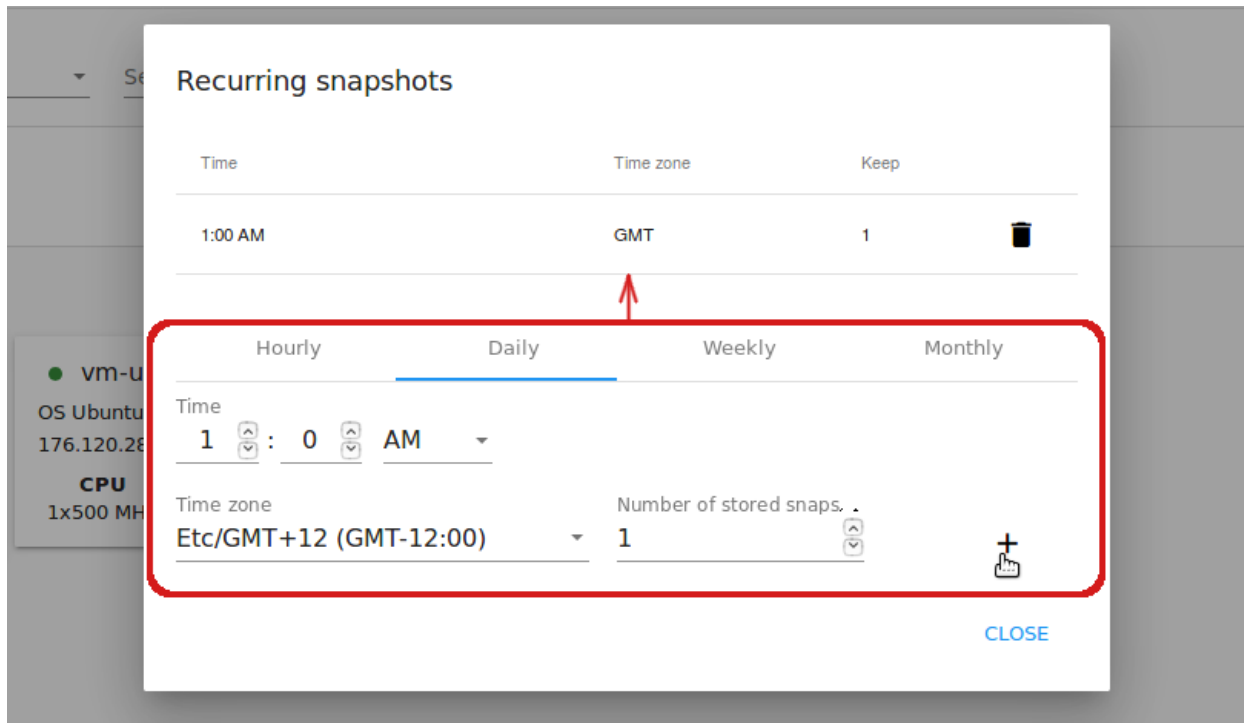 Se
Recurring snapshots
Time Time zone Keep
1:00 AM GMT 1
Hourly Daily Weekly Monthly
vm-u
OS Ubuntu
176.120.28
CPU
1x500 MH
Time
1 : 0 AM
Time zone Number of stored snaps
Etc/GMT+12 (GMT-12:00) 1
+
CLOSE